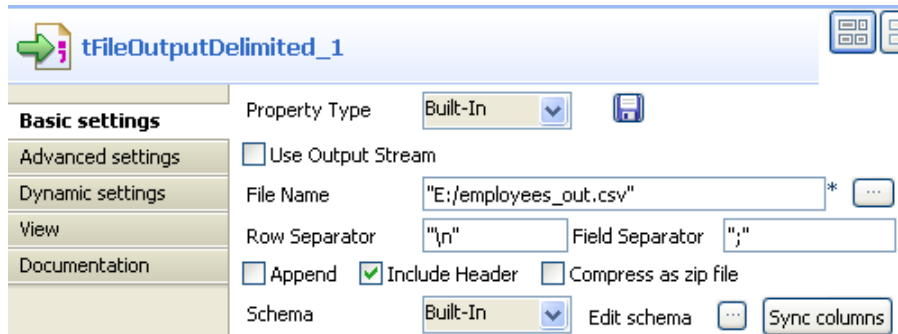 tFileOutputDelimited_1
Basic settings
Advanced settings
Dynamic settings
View
Documentation
Property Type Built-In
Use Output Stream
File Name "E:/employees_out.csv" * ...
Row Separator "\n" Field Separator ";"
Append Include Header Compress as zip file
Schema Built-In Edit schema ... Sync columns